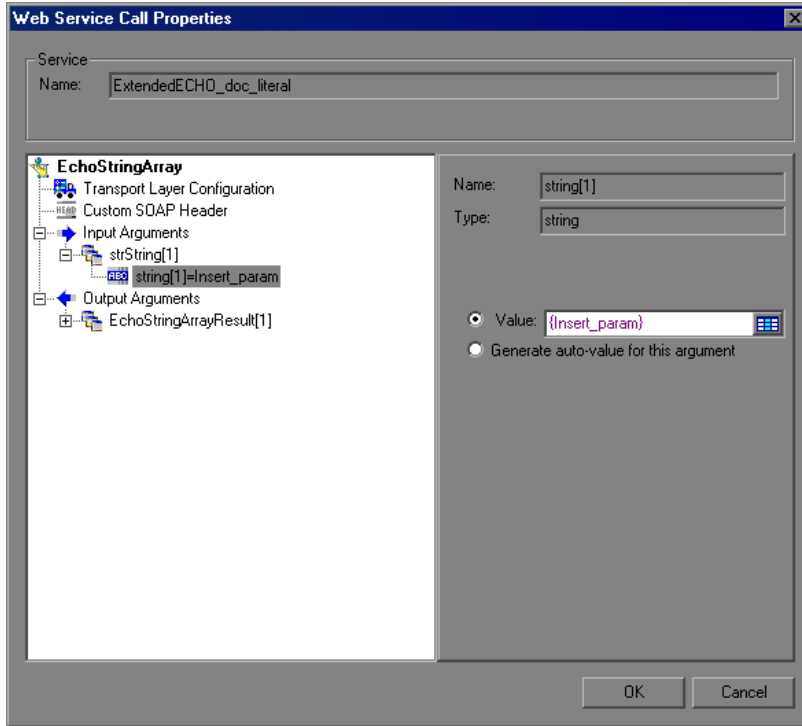 Web Service Call Properties
Service
Name: ExtendedECHO_doc_literal
EchoStringArray
Transport Layer Configuration
HEAD Custom SOAP Header
Input Arguments
strString[1]
ABC string[1]=Insert_param
Output Arguments
EchoStringArrayResult[1]
Name: string[1]
Type: string
Value: {Insert_param}
Generate auto-value for this argument
OK Cancel